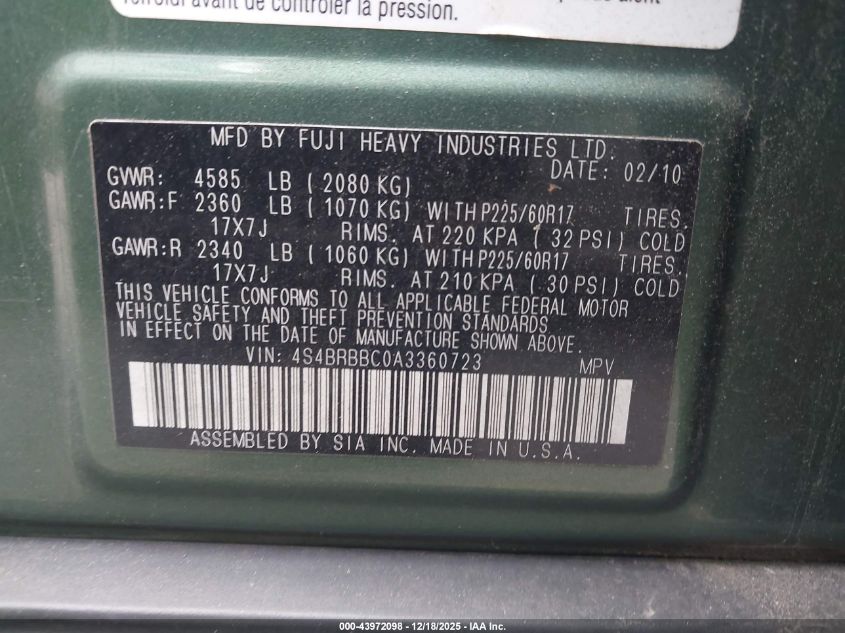 avant de contrôler la pression.
MFD BY FUJI HEAVY INDUSTRIES LTD.
DATE: 02/10
GVWR: 4585 LB ( 2080 KG)
GAWR:F 2360 LB ( 1070 KG) WITH P225/60R17 TIRES.
17X7J RIMS. AT 220 KPA ( 32 PSI) COLD
GAWR:R 2340 LB ( 1060 KG) WITH P225/60R17 TIRES.
17X7J RIMS. AT 210 KPA ( 30 PSI) COLD
THIS VEHICLE CONFORMS TO ALL APPLICABLE FEDERAL MOTOR
VEHICLE SAFETY AND THEFT PREVENTION STANDARDS
IN EFFECT ON THE DATE OF MANUFACTURE SHOWN ABOVE.
VIN: 4S4BRBBC0A3360723 MPV
ASSEMBLED BY SIA INC. MADE IN U.S.A.
000-43972098 - 12/18/2025 - IAA Inc.